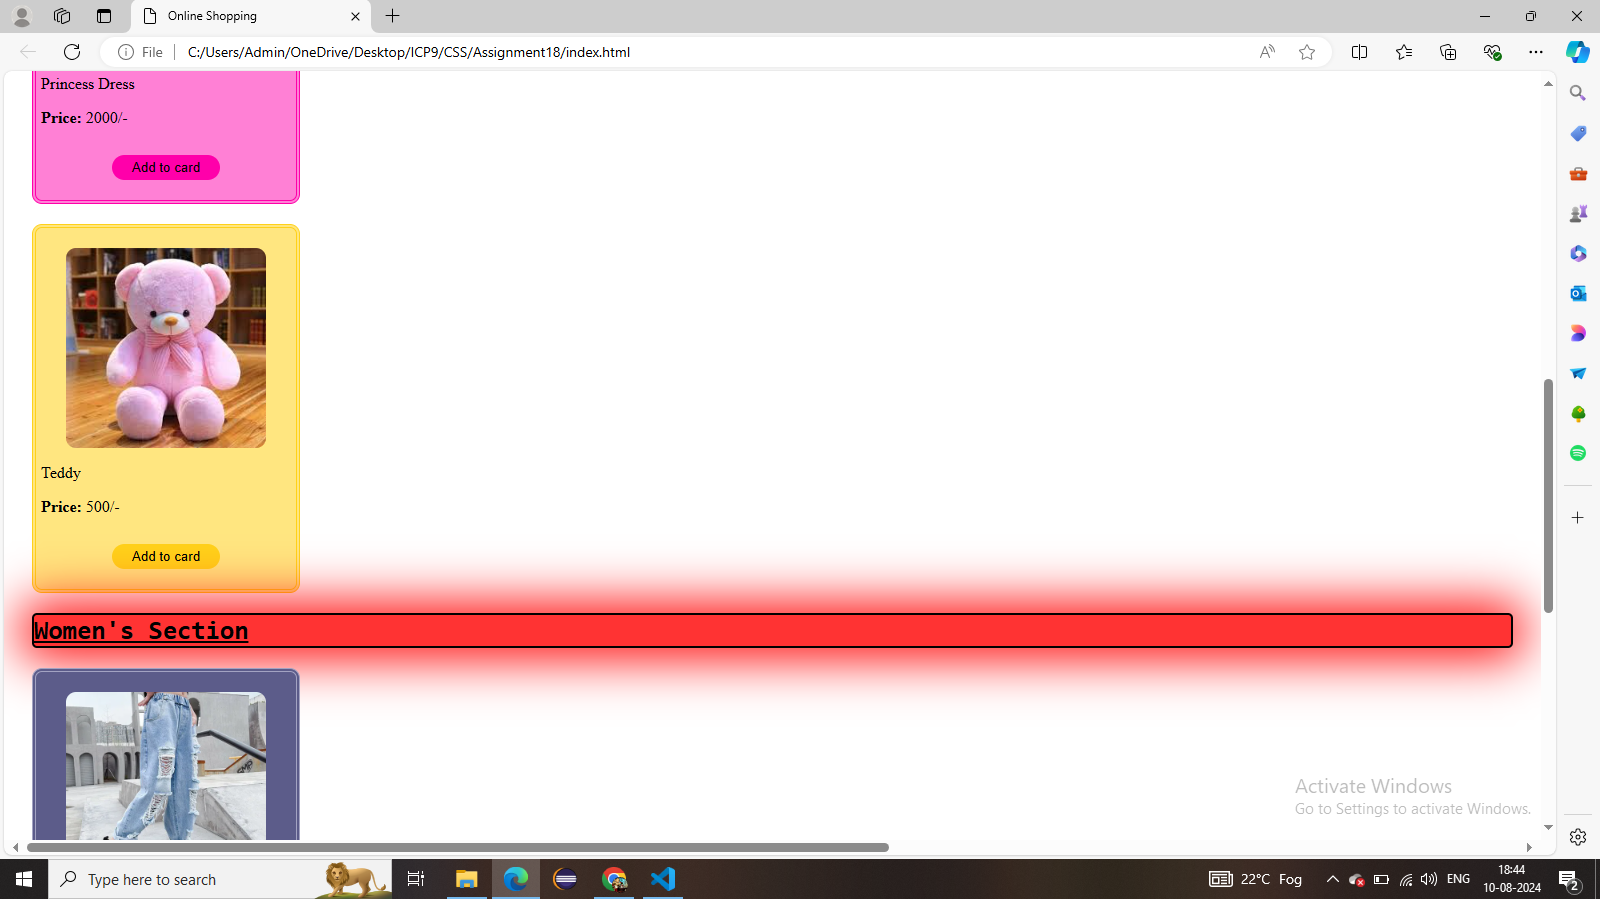 Online Shopping
File
C:/Users/Admin/OneDrive/Desktop/ICP9/CSS/Assignment18/index.html
Princess Dress
Price: 2000/-
Add to card
Teddy
Price: 500/-
Add to card
Women's Section
Activate Windows
Go to Settings to activate Windows.
Type here to search
22°C Fog
ENG
18:44
10-08-2024
2